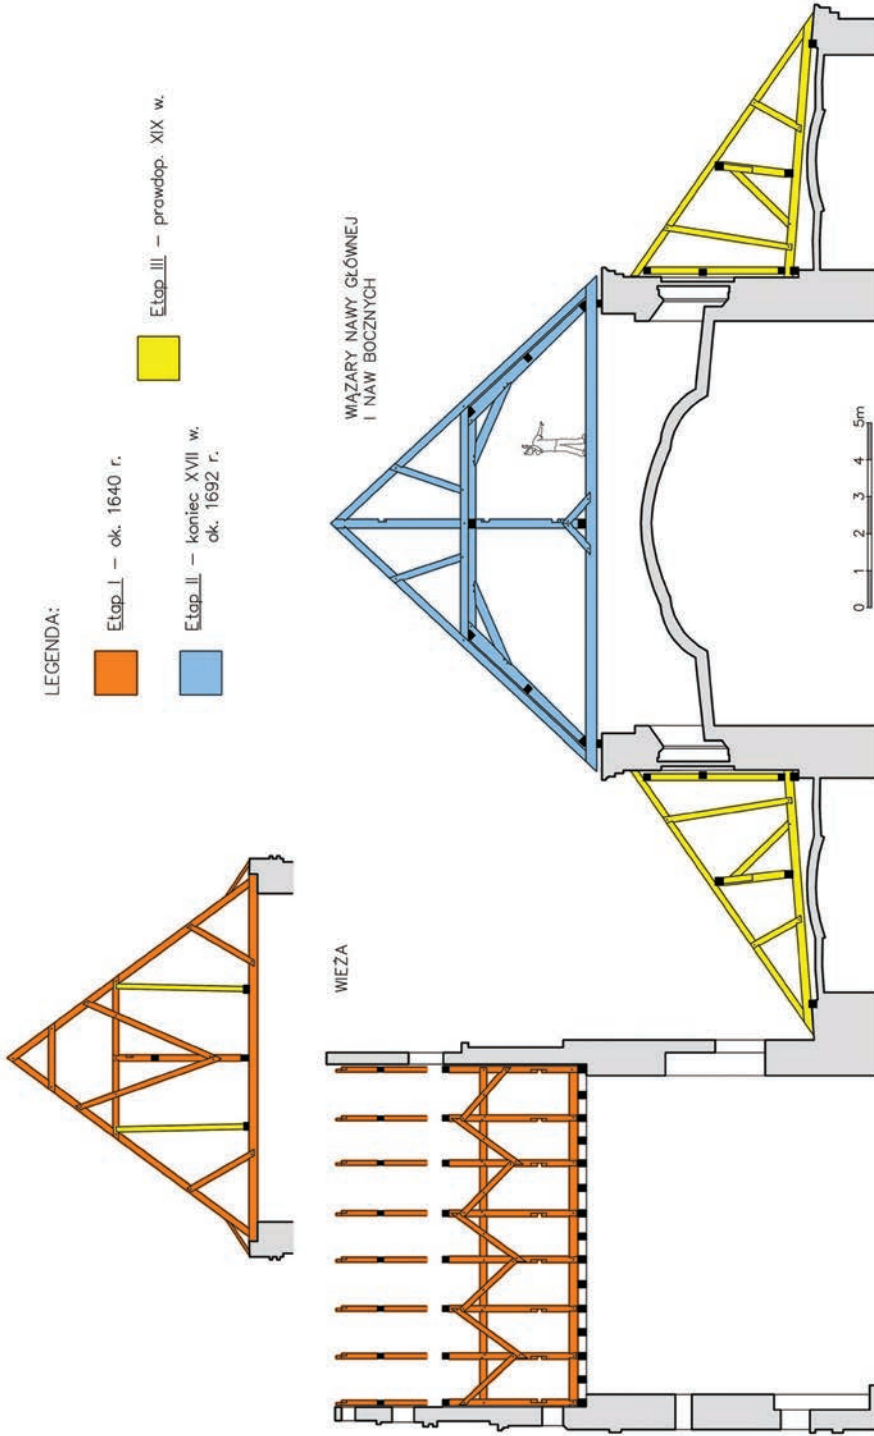 LEGENDA:
Etap I – ok. 1640 r.
Etap II – koniec XVII w.
ok. 1692 r.
Etap III – prawdop. XIX w.
WIĄZARY NAWY GŁÓWNEJ
I NAW BOCZNYCH
WIEŻA
0 1 2 3 4 5m